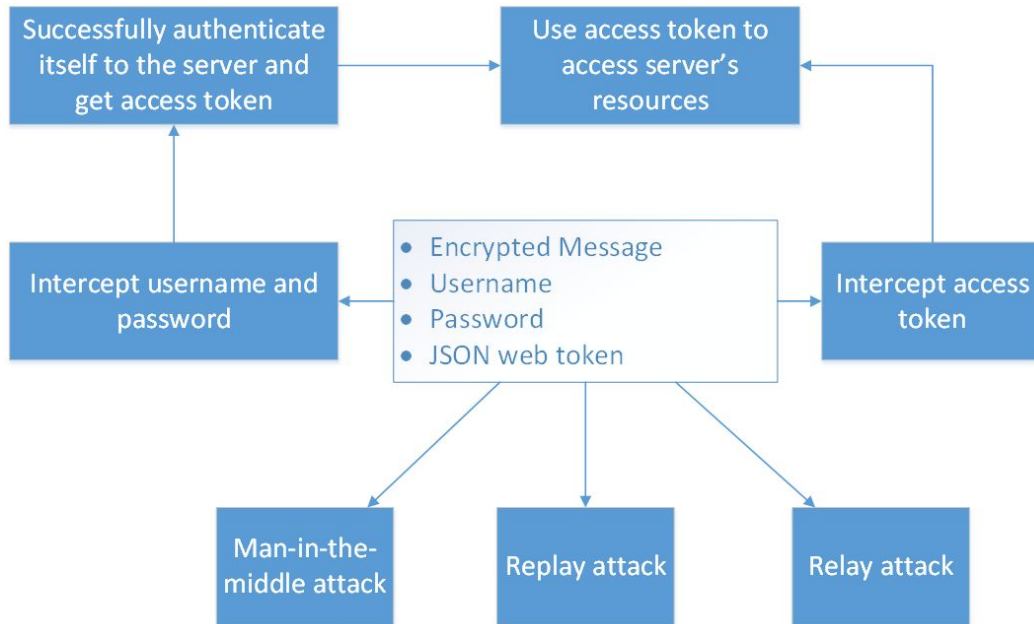 Successfully authenticate
itself to the server and
get access token
Use access token to
access server's
resources
Intercept username and
password
• Encrypted Message
• Username
• Password
• JSON web token
Intercept access
token
Man-in-the-
middle attack
Replay attack
Relay attack